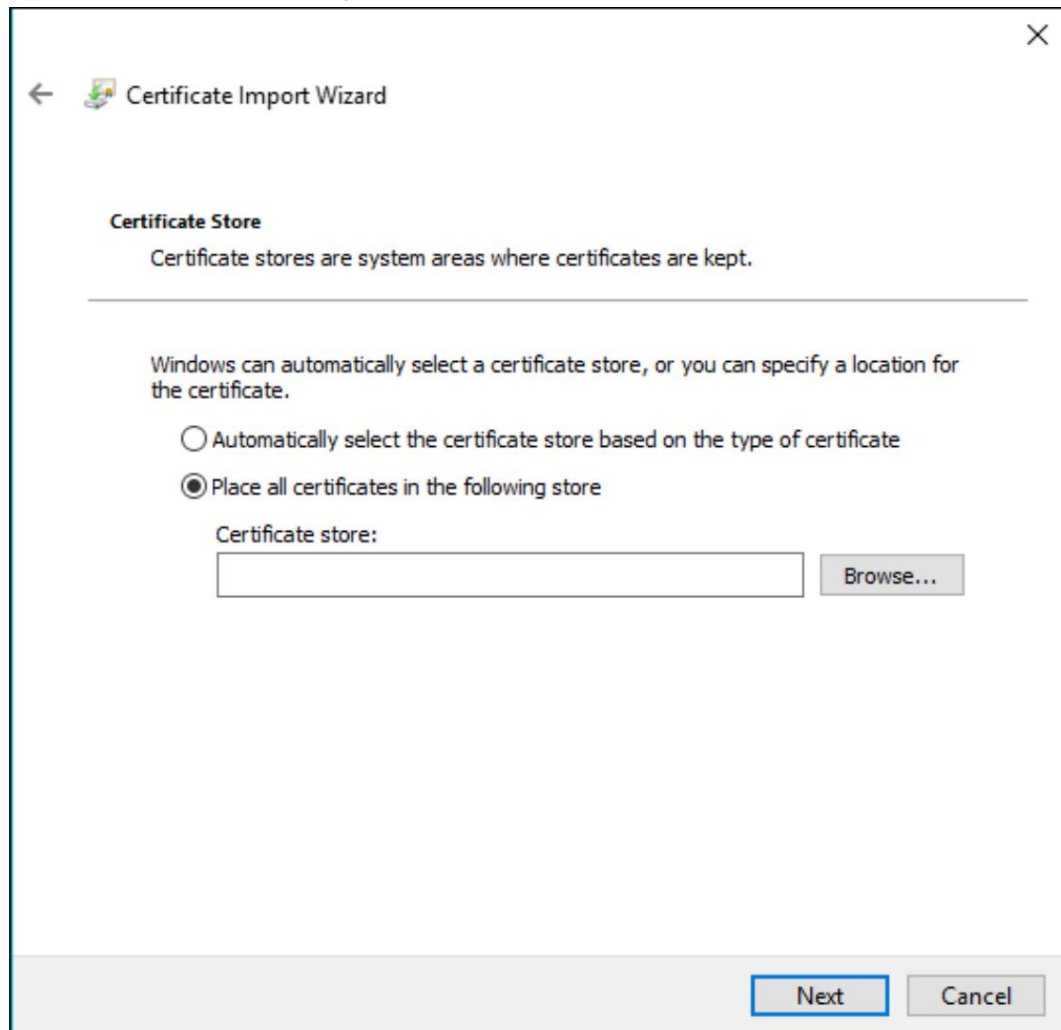 Certificate Import Wizard
Certificate Store
Certificate stores are system areas where certificates are kept.
Windows can automatically select a certificate store, or you can specify a location for
the certificate.
Automatically select the certificate store based on the type of certificate
Place all certificates in the following store
Certificate store:
Browse...
Next Cancel